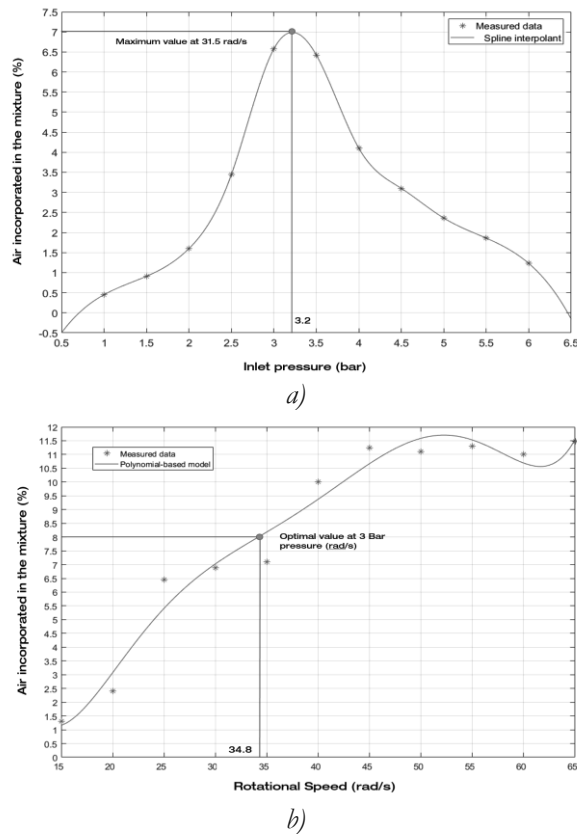 7.5
7
6.5
6
5.5
5
4.5
4
3.5
3
2.5
2
1.5
1
0.5
0
-0.5
Air incorporated in the mixture (%)
Maximum value at 31.5 rad/s
Measured data
Spline interpolant
3.2
0.5 1 1.5 2 2.5 3 3.5 4 4.5 5 5.5 6 6.5
Inlet pressure (bar)
a)
12
11.5
11
10.5
10
9.5
9
8.5
8
7.5
7
6.5
6
5.5
5
4.5
4
3.5
3
2.5
2
1.5
1
0.5
0
Air incorporated in the mixture (%)
Measured data
Polynomial-based model
Optimal value at 3 Bar
pressure (rad/s)
34.8
15 20 25 30 35 40 45 50 55 60 65
Rotational Speed (rad/s)
b)